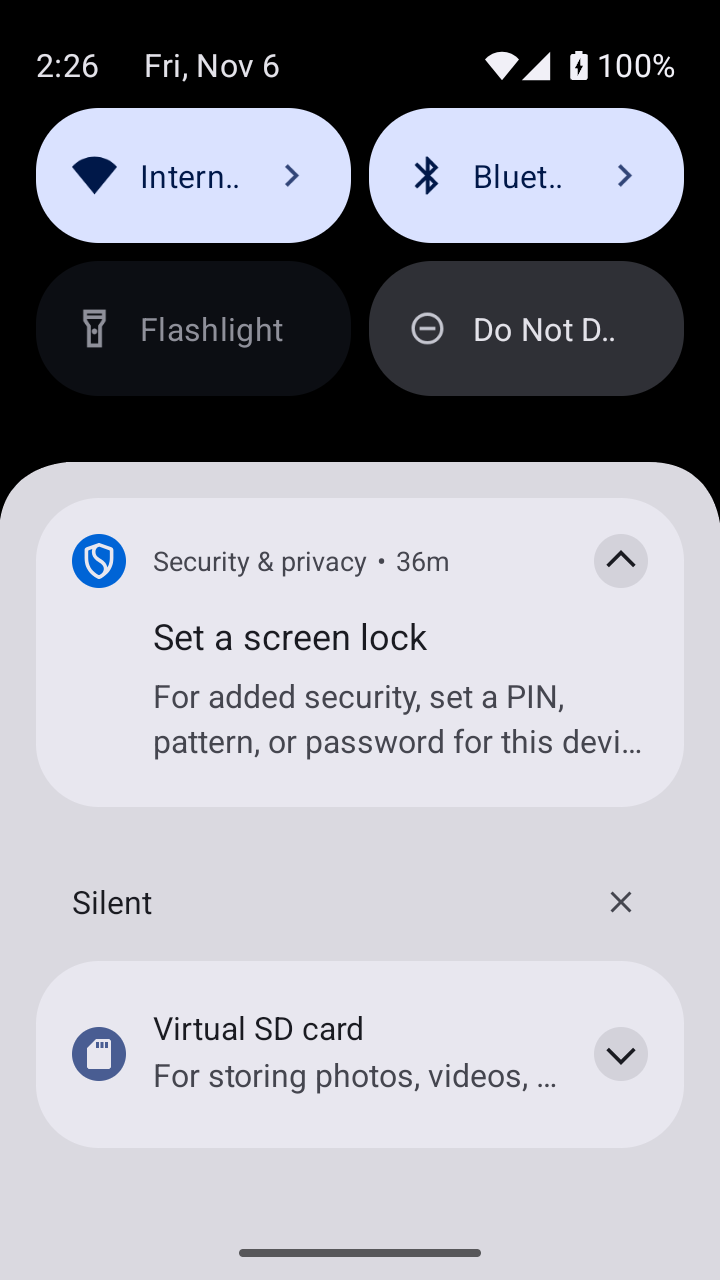 2:26 Fri, Nov 6 100%
Intern.. Bluet..
Flashlight Do Not D..
Security & privacy • 36m
Set a screen lock
For added security, set a PIN,
pattern, or password for this devi…
Silent
Virtual SD card
For storing photos, videos, …